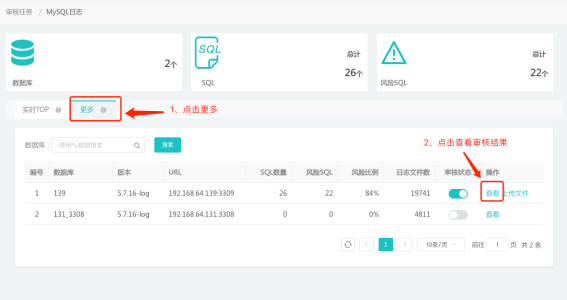 审核任务 / MySQL日志
2个
数据库
SQL
总计
26个
SQL
总计
22个
风险SQL
实时TOP
更多
1、点击更多
数据库: 使用%模糊搜索 搜索
2、点击查看审核结果
编号 数据库 版本 URL SQL数量 风险SQL 风险比例 日志文件数 审核状态 操作
1 139 5.7.16-log 192.168.64.139:3309 26 22 84% 19741 查看 上传文件
2 131_3308 5.7.16-log 192.168.64.131:3308 0 0 0% 4811 查看
1 10条/页 前往 1 页 共 2 条